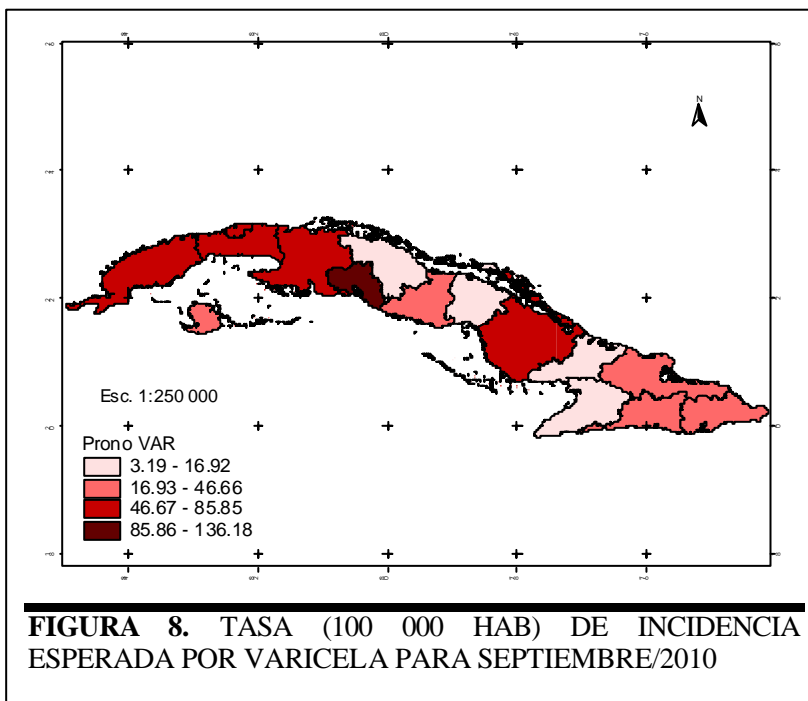 N
Esc. 1:250 000
Prono VAR
3.19 - 16.92
16.93 - 46.66
46.67 - 85.85
85.86 - 136.18
FIGURA 8. TASA (100 000 HAB) DE INCIDENCIA
ESPERADA POR VARICELA PARA SEPTIEMBRE/2010